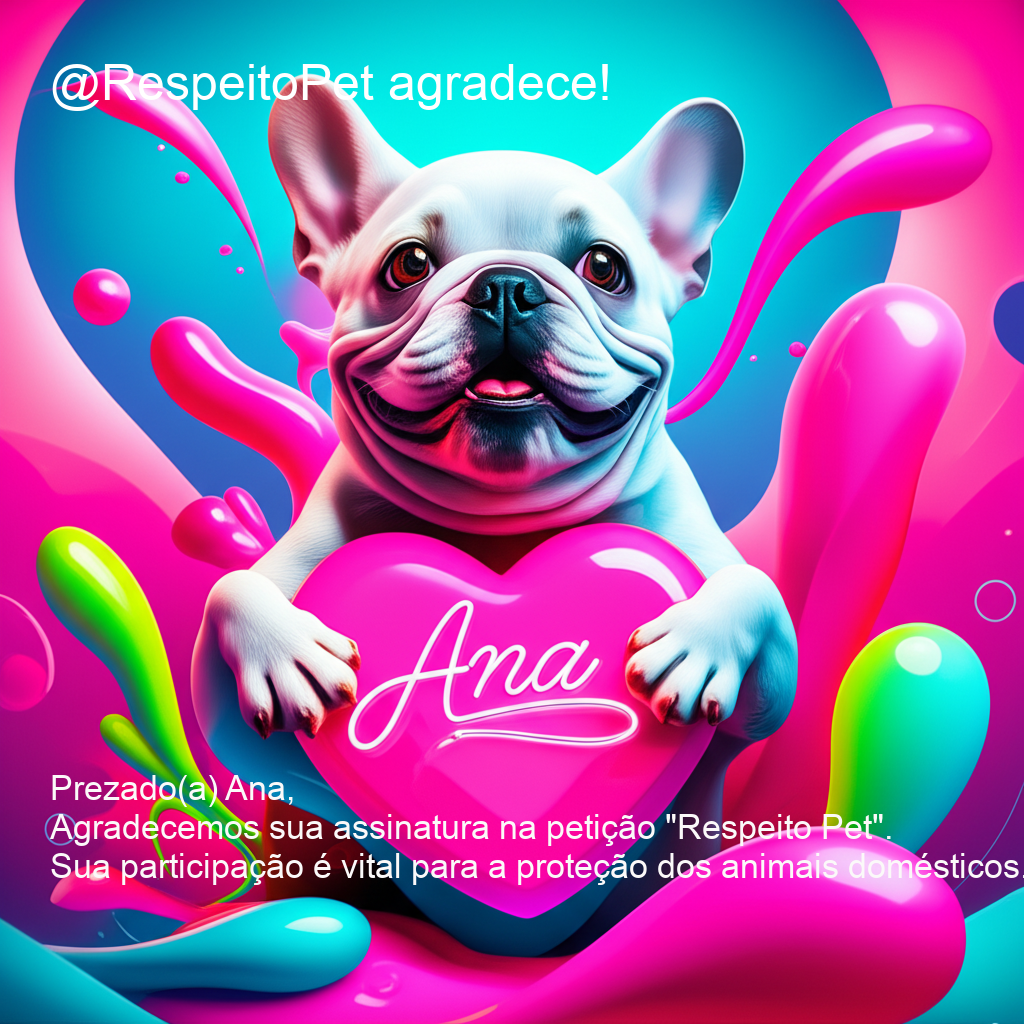 @RespeitoPet agradece!
Ana
Prezado(a) Ana,
Agradecemos sua assinatura na petição "Respeito Pet".
Sua participação é vital para a proteção dos animais domésticos.